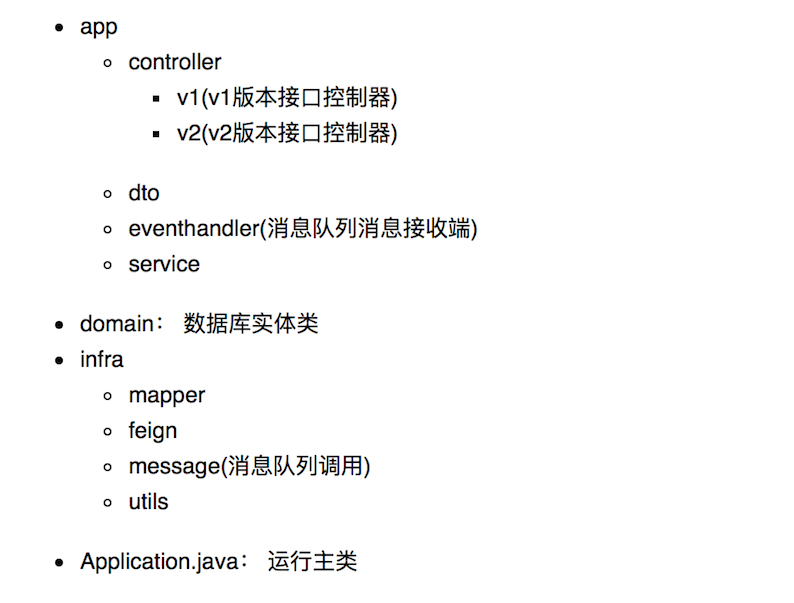 app
controller
v1(v1版本接口控制器)
v2(v2版本接口控制器)
dto
eventhandler(消息队列消息接收端)
service
domain： 数据库实体类
infra
mapper
feign
message(消息队列调用)
utils
Application.java： 运行主类